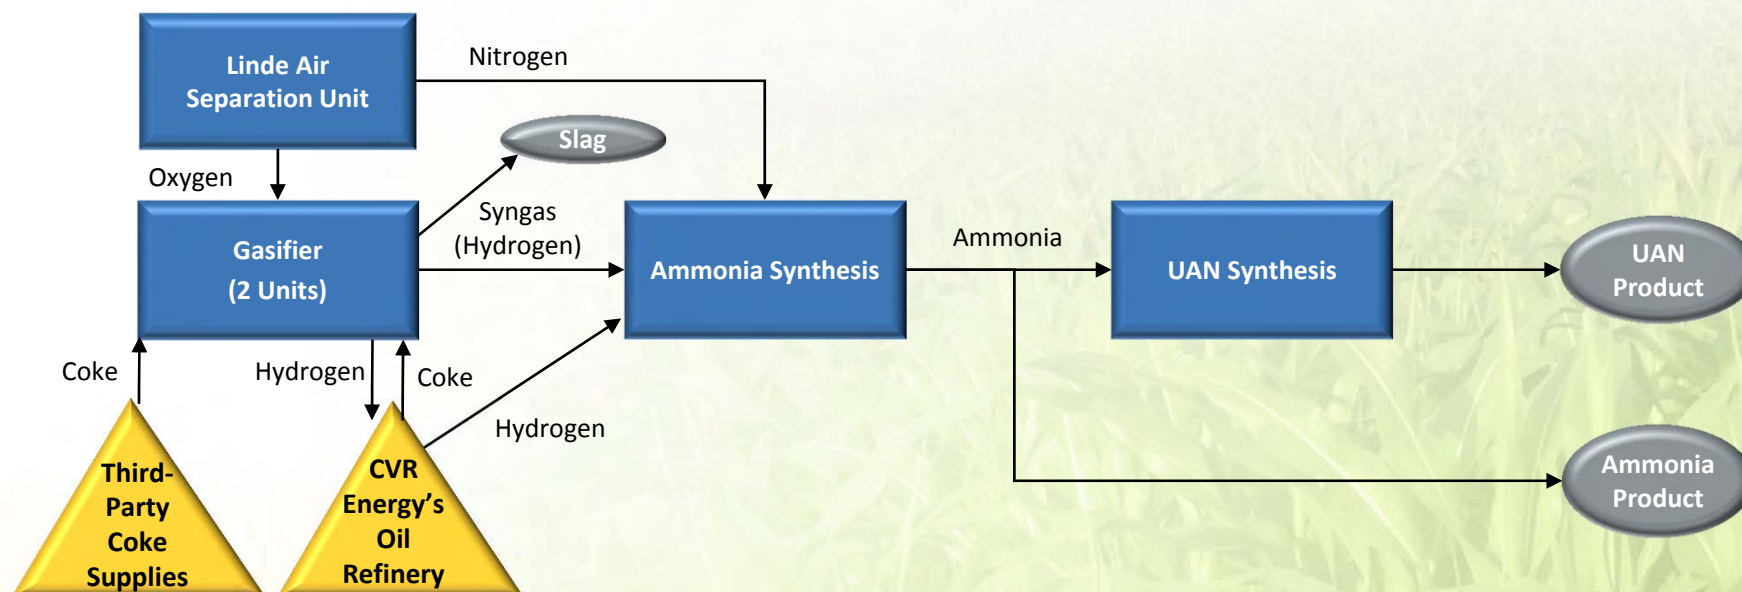 Linde Air
Separation Unit
Nitrogen
Slag
Oxygen
Syngas
(Hydrogen)
Gasifier
(2 Units)
Ammonia Synthesis
Ammonia
UAN Synthesis
UAN
Product
Coke
Hydrogen
Coke
Hydrogen
Third-
Party
Coke
Supplies
CVR
Energy’s
Oil
Refinery
Ammonia
Product